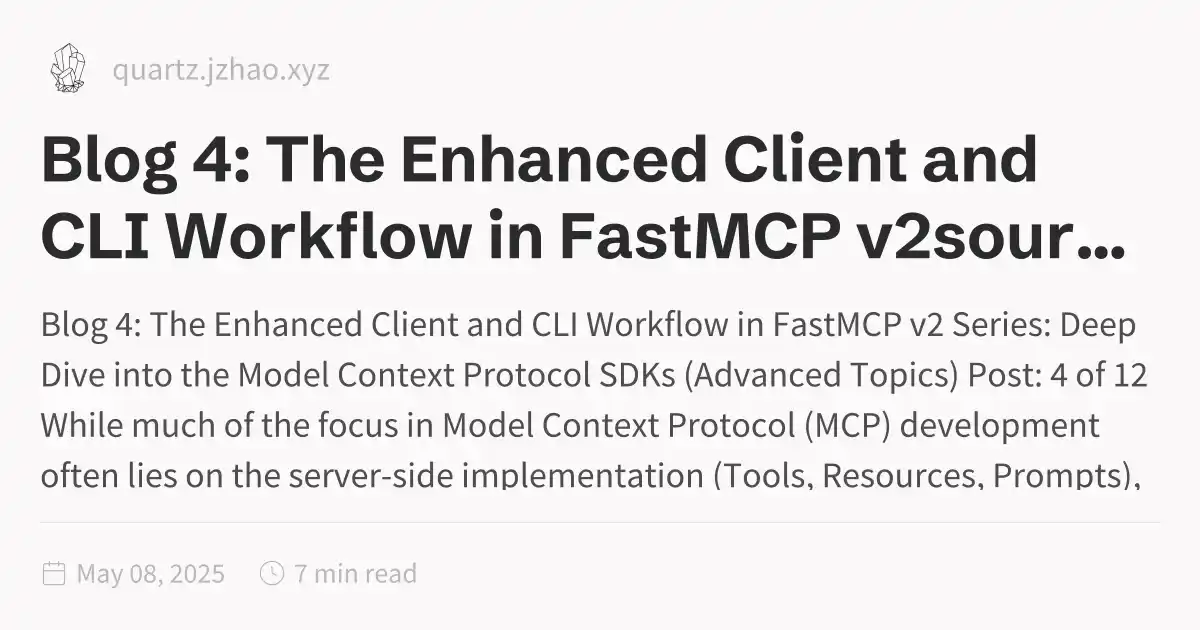 quartz.jzhao.xyz
Blog 4: The Enhanced Client and
CLI Workflow in FastMCP v2sour...
Blog 4: The Enhanced Client and CLI Workflow in FastMCP v2 Series: Deep
Dive into the Model Context Protocol SDKs (Advanced Topics) Post: 4 of 12
While much of the focus in Model Context Protocol (MCP) development
often lies on the server-side implementation (Tools, Resources, Prompts),
May 08, 2025
7 min read